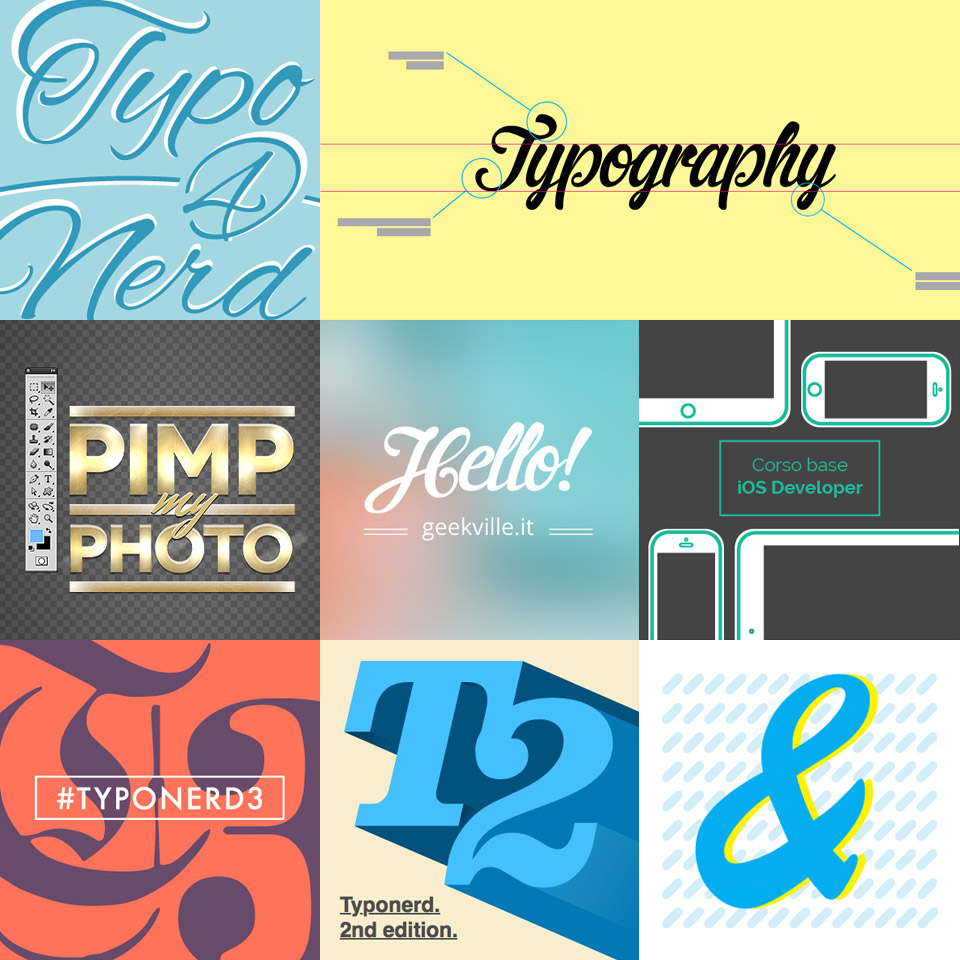 Typo
4
Nerd
Typography
PIMP
my
PHOTO
Hello!
geekville.it
Corso base
iOS Developer
T3
#TYPONERD3
T2
Typonerd.
2nd edition.
&